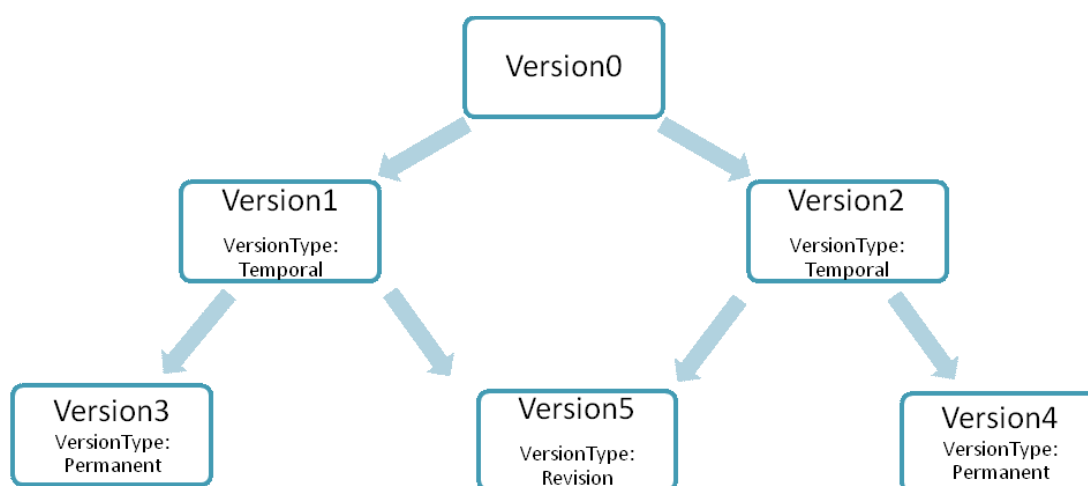 Version0
Version1
VersionType:
Temporal
Version2
VersionType:
Temporal
Version3
VersionType:
Permanent
Version5
VersionType:
Revision
Version4
VersionType:
Permanent